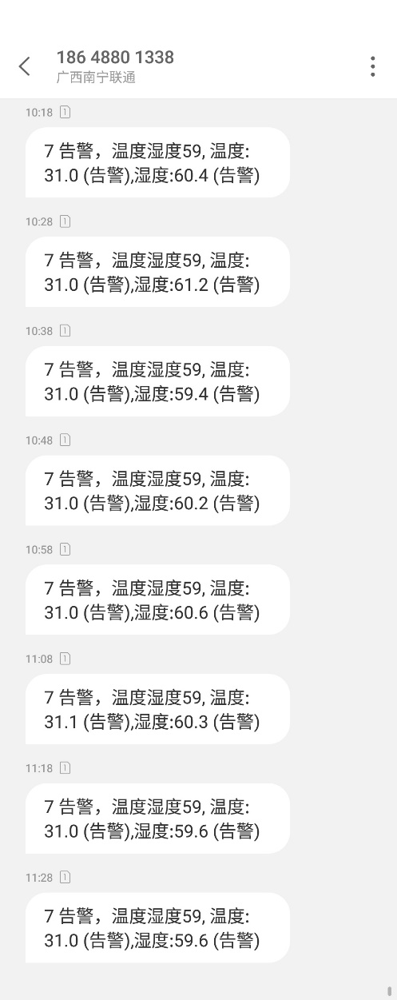 186 4880 1338
广西南宁联通
10:18 1
7 告警，温度湿度59, 温度:
31.0 (告警),湿度:60.4 (告警)
10:28 1
7 告警，温度湿度59, 温度:
31.0 (告警),湿度:61.2 (告警)
10:38 1
7 告警，温度湿度59, 温度:
31.0 (告警),湿度:59.4 (告警)
10:48 1
7 告警，温度湿度59, 温度:
31.0 (告警),湿度:60.2 (告警)
10:58 1
7 告警，温度湿度59, 温度:
31.0 (告警),湿度:60.6 (告警)
11:08 1
7 告警，温度湿度59, 温度:
31.1 (告警),湿度:60.3 (告警)
11:18 1
7 告警，温度湿度59, 温度:
31.0 (告警),湿度:59.6 (告警)
11:28 1
7 告警，温度湿度59, 温度:
31.0 (告警),湿度:59.6 (告警)